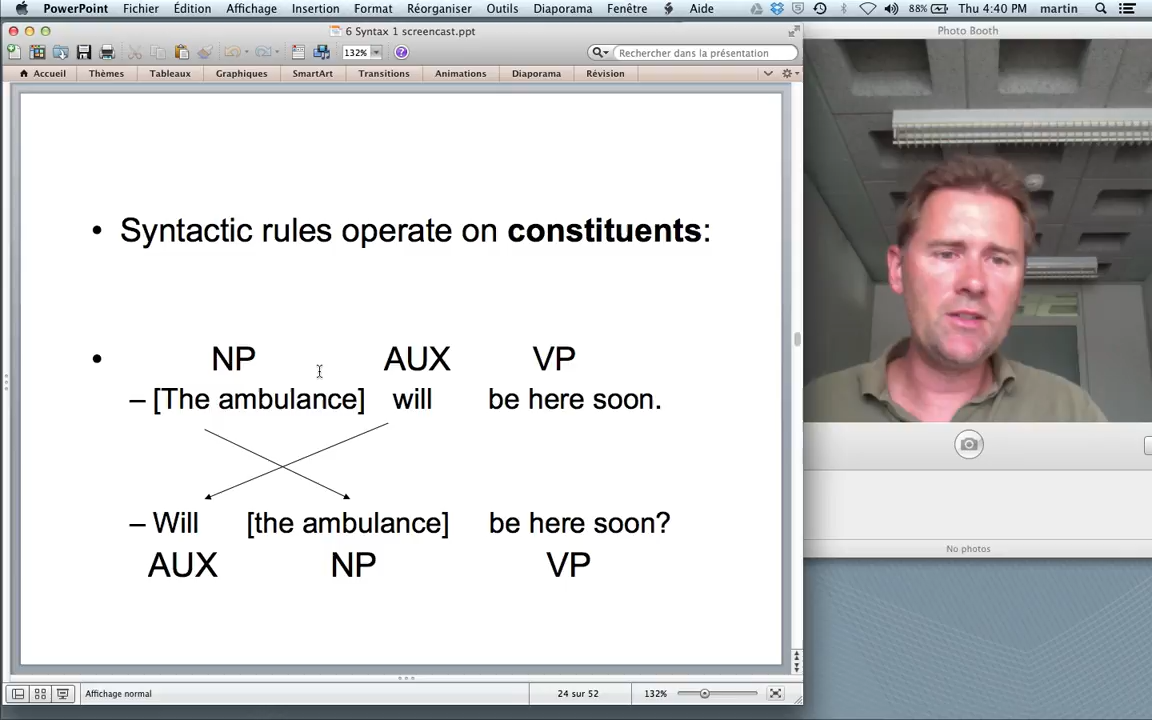 PowerPoint Fichier Édition Affichage Insertion Format Réorganiser Outils Diaporama Fenêtre Aide 88% Thu 4:40 PM martin
6 Syntax 1 screencast.ppt
Photo Booth
132% Rechercher dans la présentation
Accueil Thèmes Tableaux Graphiques SmartArt Transitions Animations Diaporama Révision
• Syntactic rules operate on constituents:
• NP AUX VP
– [The ambulance] will be here soon.
– Will [the ambulance] be here soon?
AUX NP VP
No photos
Affichage normal 24 sur 52 132%